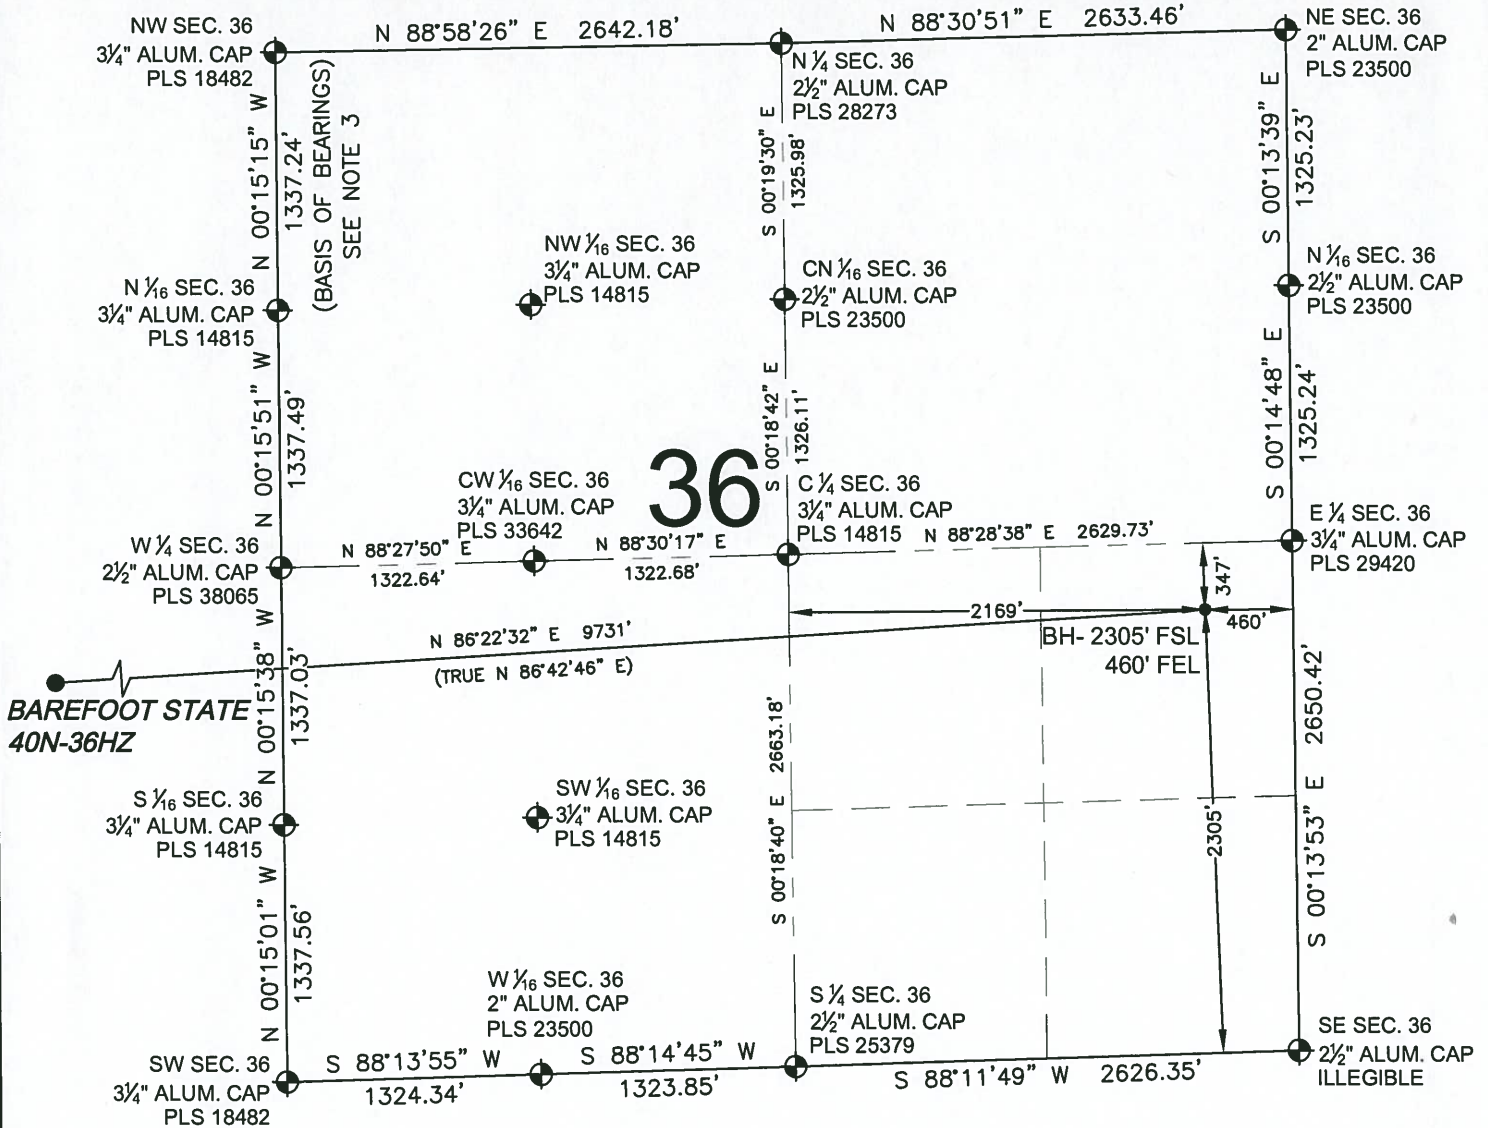 NW SEC. 36
3¼" ALUM. CAP
PLS 18482
N 88°58'26" E 2642.18'
N 88°30'51" E 2633.46'
NE SEC. 36
2" ALUM. CAP
PLS 23500
N ¼ SEC. 36
2½" ALUM. CAP
PLS 28273
N 00°15'15" W
1337.24'
(BASIS OF BEARINGS)
SEE NOTE 3
S 00°19'30" E
1325.98'
S 00°13'39" E
1325.23'
N 1⁄16 SEC. 36
3¼" ALUM. CAP
PLS 14815
NW 1⁄16 SEC. 36
3¼" ALUM. CAP
PLS 14815
CN 1⁄16 SEC. 36
2½" ALUM. CAP
PLS 23500
N 1⁄16 SEC. 36
2½" ALUM. CAP
PLS 23500
N 00°15'51" W
1337.49'
S 00°18'42" E
1326.11'
S 00°14'48" E
1325.24'
36
CW 1⁄16 SEC. 36
3¼" ALUM. CAP
PLS 33642
C ¼ SEC. 36
3¼" ALUM. CAP
PLS 14815
E ¼ SEC. 36
3¼" ALUM. CAP
PLS 29420
W ¼ SEC. 36
2½" ALUM. CAP
PLS 38065
N 88°27'50" E
1322.64'
N 88°30'17" E
1322.68'
N 88°28'38" E 2629.73'
347'
2169'
460'
BH- 2305' FSL
460' FEL
N 86°22'32" E 9731'
(TRUE N 86°42'46" E)
BAREFOOT STATE
40N-36HZ
N 00°15'38" W
1337.03'
S 00°18'40" E 2663.18'
2305'
S 00°13'53" E 2650.42'
S 1⁄16 SEC. 36
3¼" ALUM. CAP
PLS 14815
SW 1⁄16 SEC. 36
3¼" ALUM. CAP
PLS 14815
N 00°15'01" W
1337.56'
W 1⁄16 SEC. 36
2" ALUM. CAP
PLS 23500
S ¼ SEC. 36
2½" ALUM. CAP
PLS 25379
SE SEC. 36
2½" ALUM. CAP
ILLEGIBLE
SW SEC. 36
3¼" ALUM. CAP
PLS 18482
S 88°13'55" W
1324.34'
S 88°14'45" W
1323.85'
S 88°11'49" W 2626.35'